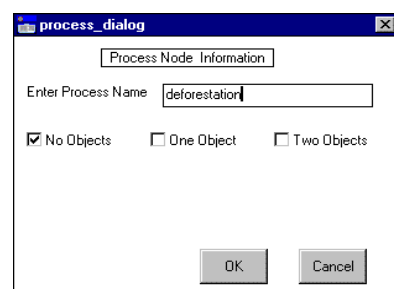 process_dialog
Process Node Information
Enter Process Name deforestation
No Objects One Object Two Objects
OK Cancel